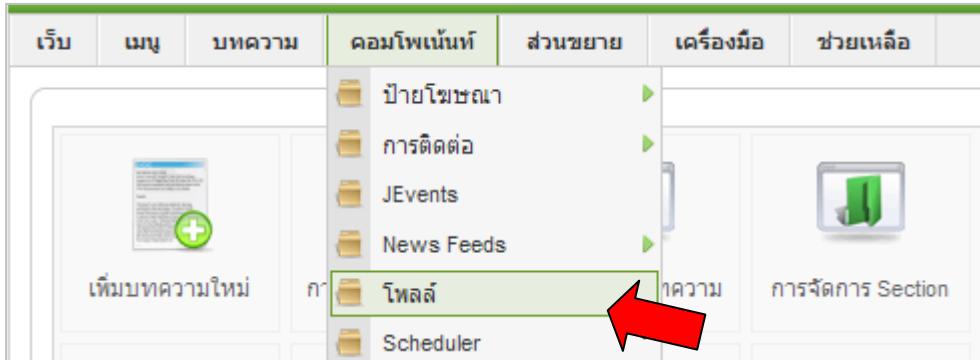 เว็บ เมนู บทความ คอมโพเน้นท์ ส่วนขยาย เครื่องมือ ช่วยเหลือ
ป้ายโฆษณา
การติดต่อ
JEvents
News Feeds
โพลล์
Scheduler
เพิ่มบทความใหม่
การจัดการ Section